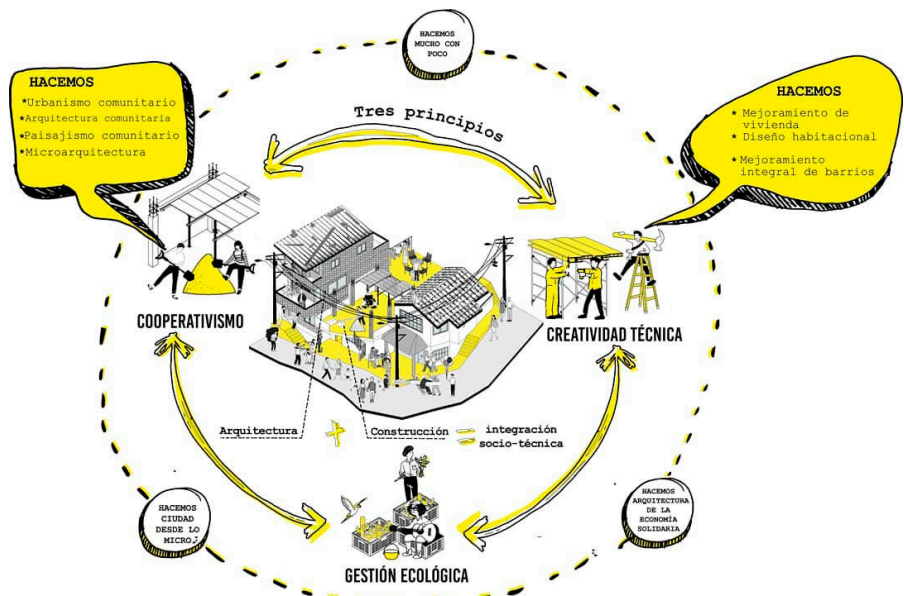 HACEMOS
MUCHO CON
POCO
HACEMOS
*Urbanismo comunitario
*Arquitectura comunitaria
*Paisajismo comunitario
*Microarquitectura
Tres principios
HACEMOS
* Mejoramiento de
vivienda
* Diseño habitacional
* Mejoramiento
integral de barrios
COOPERATIVISMO
CREATIVIDAD TÉCNICA
Arquitectura + Construcción = integración
socio-técnica
HACEMOS
CIUDAD
DESDE LO
MICRO
HACEMOS
ARQUITECTURA
DE LA
ECONOMÍA
SOLIDARIA
GESTIÓN ECOLÓGICA